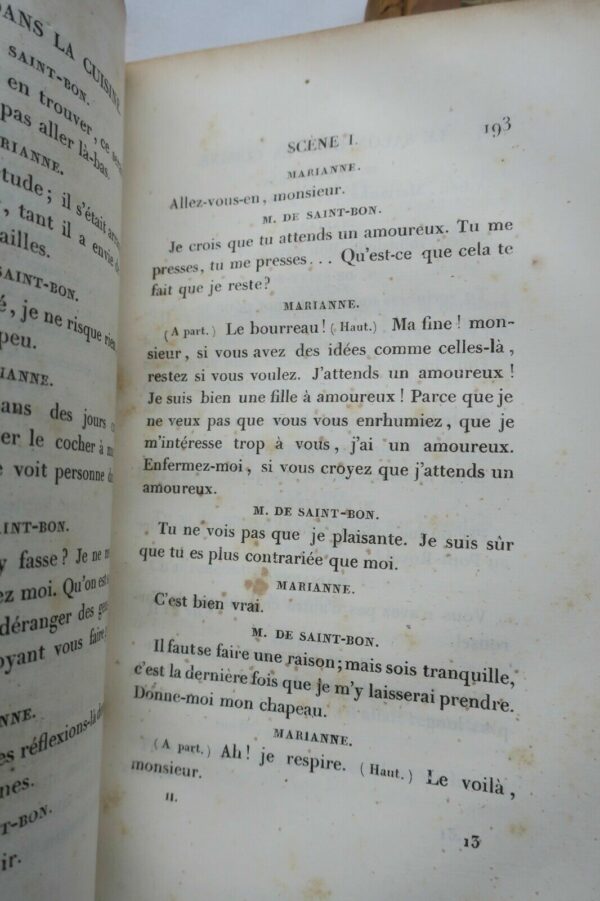 DANS LA CUISINE.
SAINT-BON.
en trouver, ce
pas aller là-bas.
ARIANNE.
tude; il s'était
, tant il a envie
ailles.
SAINT-BON.
é, je ne risque rien
peu.
ARIANNE.
ans des jours
er le cocher à
e voit personne
AINT-BON.
y fasse? Je ne
ez moi. Qu'on est
déranger des
oyant vous faire
NNE.
es réflexions-là
nes.
T-BON.
ir.
SCÈNE I. 193
MARIANNE.
Allez-vous-en, monsieur.
M. DE SAINT-BON.
Je crois que tu attends un amoureux. Tu me
presses, tu me presses... Qu'est-ce que cela te
fait que je reste?
MARIANNE.
(A part.) Le bourreau! (Haut.) Ma fine! mon-
sieur, si vous avez des idées comme celles-là,
restez si vous voulez. J'attends un amoureux!
Je suis bien une fille à amoureux! Parce que je
ne veux pas que vous vous enrhumiez, que je
m'intéresse trop à vous, j'ai un amoureux.
Enfermez-moi, si vous croyez que j'attends un
amoureux.
M. DE SAINT-BON.
Tu ne vois pas que je plaisante. Je suis sûr
que tu es plus contrariée que moi.
MARIANNE.
C'est bien vrai.
M. DE SAINT-BON.
Il faut se faire une raison; mais sois tranquille,
c'est la dernière fois que je m'y laisserai prendre.
Donne-moi mon chapeau.
MARIANNE.
(A part.) Ah! je respire. (Haut.) Le voilà,
monsieur.
II. 13